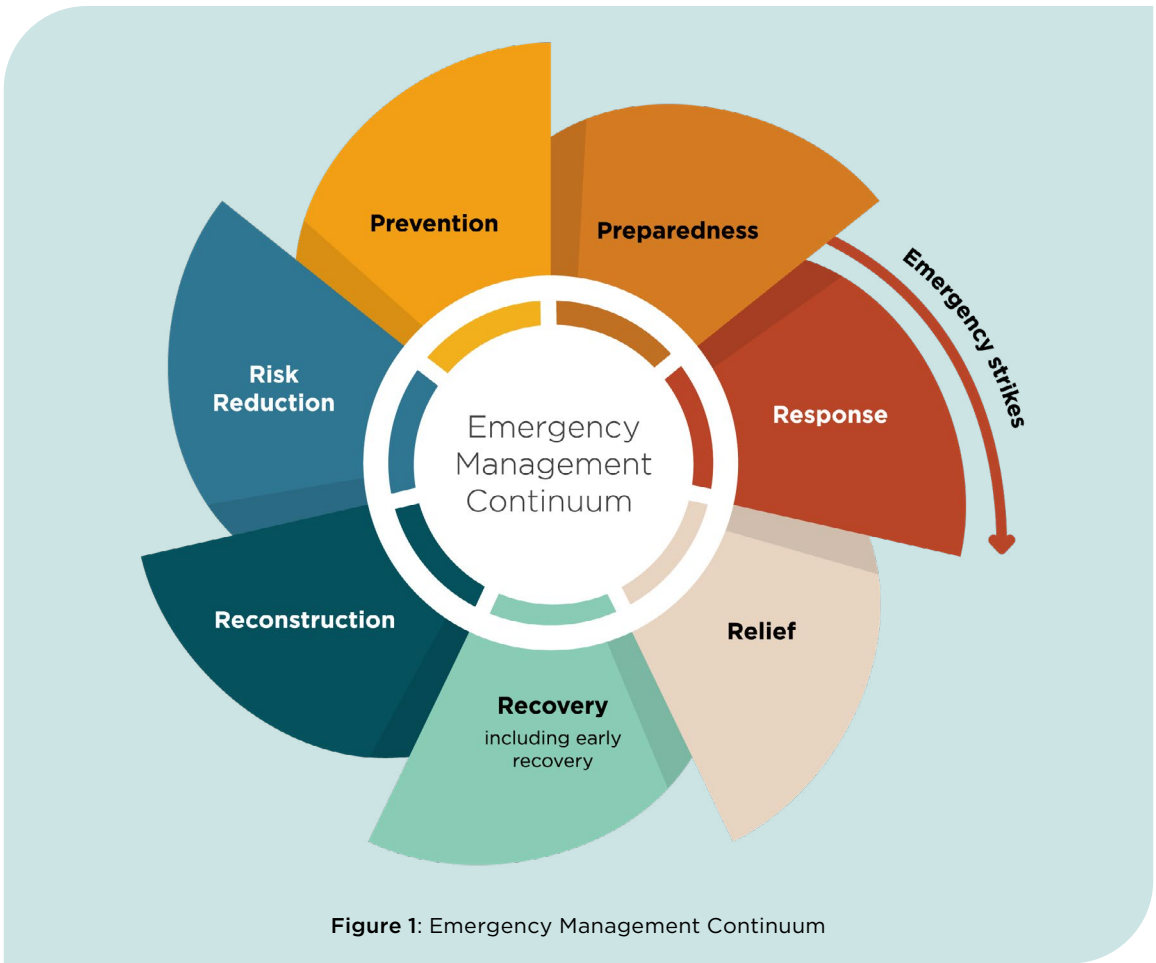 Prevention
Preparedness
Emergency strikes
Response
Risk
Reduction
Emergency
Management
Continuum
Reconstruction
Relief
Recovery
including early
recovery
Figure 1: Emergency Management Continuum